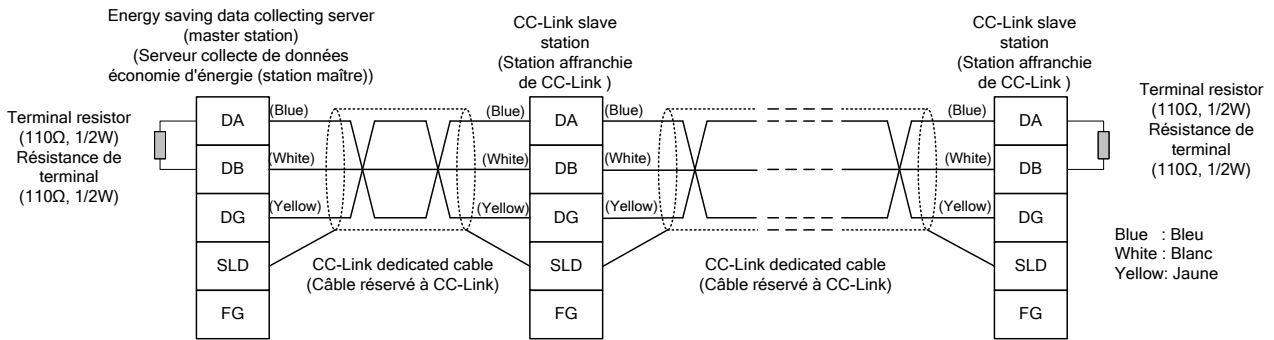 Energy saving data collecting server
(master station)
(Serveur collecte de données
économie d'énergie (station maître))
CC-Link slave
station
(Station affranchie
de CC-Link )
CC-Link slave
station
(Station affranchie
de CC-Link )
Terminal resistor
(110Ω, 1/2W)
Résistance de
terminal
(110Ω, 1/2W)
DA
DB
DG
SLD
FG
(Blue)
(White)
(Yellow)
(Blue)
(White)
(Yellow)
CC-Link dedicated cable
(Câble réservé à CC-Link)
DA
DB
DG
SLD
FG
(Blue)
(White)
(Yellow)
(Blue)
(White)
(Yellow)
CC-Link dedicated cable
(Câble réservé à CC-Link)
DA
DB
DG
SLD
FG
Terminal resistor
(110Ω, 1/2W)
Résistance de
terminal
(110Ω, 1/2W)
Blue : Bleu
White : Blanc
Yellow: Jaune